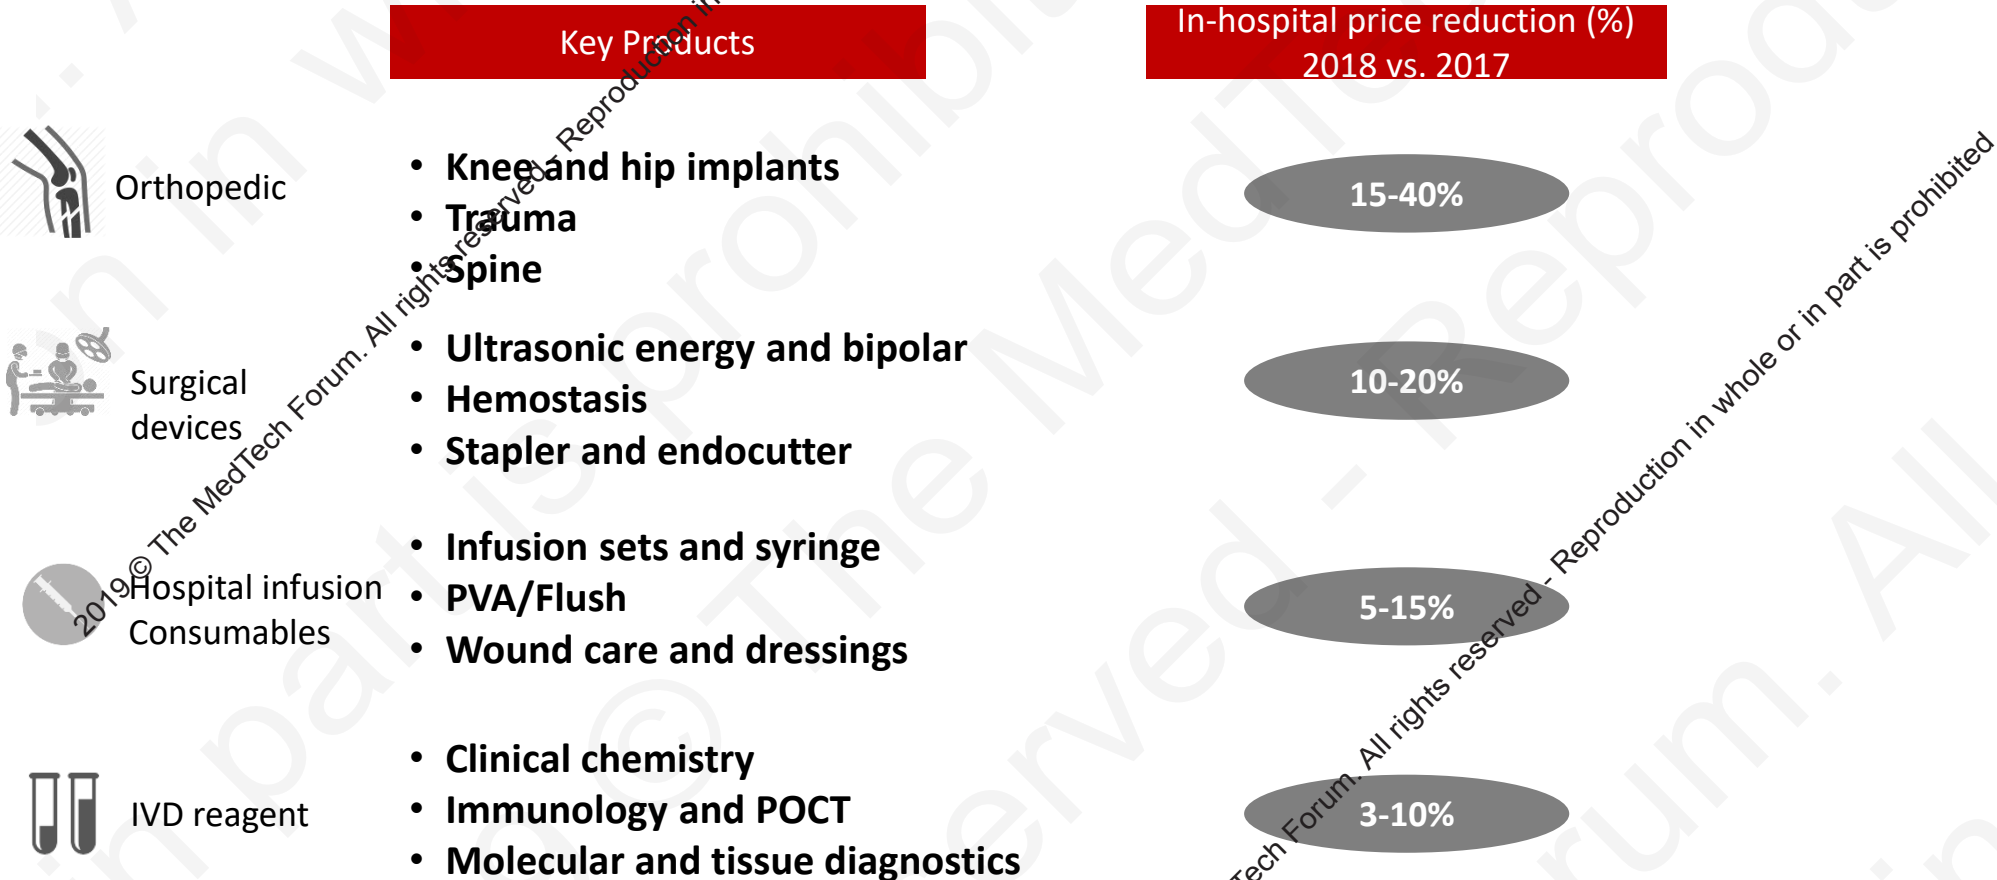 Key Products
In-hospital price reduction (%)
2018 vs. 2017
Orthopedic
• Knee and hip implants
• Trauma
• Spine
15-40%
Surgical
devices
• Ultrasonic energy and bipolar
• Hemostasis
• Stapler and endocutter
10-20%
Hospital infusion
Consumables
• Infusion sets and syringe
• PVA/Flush
• Wound care and dressings
5-15%
IVD reagent
• Clinical chemistry
• Immunology and POCT
• Molecular and tissue diagnostics
3-10%
2019 © The MedTech Forum. All rights reserved - Reproduction in
Tech Forum. All rights reserved - Reproduction in whole or in part is prohibited